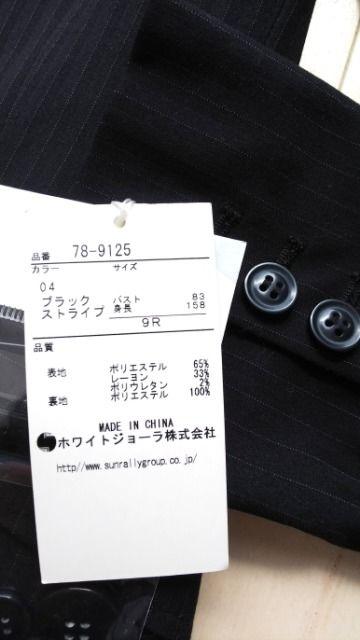 品番 78-9125
カラー サイズ
04
ブラック バスト 83
ストライプ 身長 158
9R
品質
表地 ポリエステル 65%
レーヨン 33%
ポリウレタン 2%
裏地 ポリエステル 100%
MADE IN CHINA
ホワイトジョーラ株式会社
http//www.sunrallygroup.co.jp/